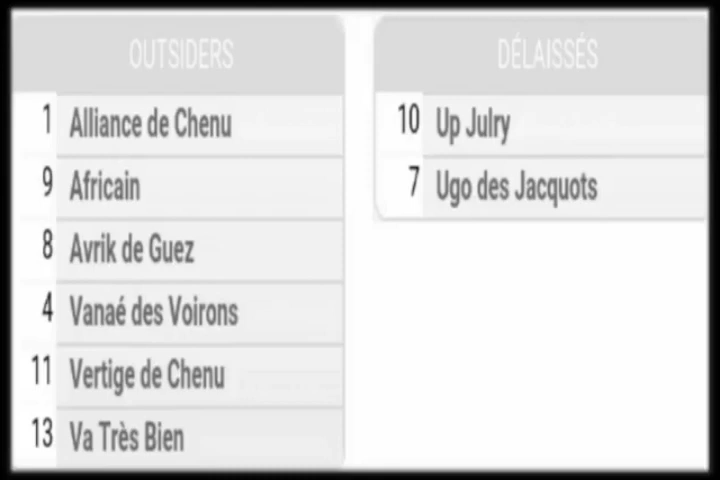 OUTSIDERS
1 Alliance de Chenu
9 Africain
8 Avrik de Guez
4 Vanaé des Voirons
11 Vertige de Chenu
13 Va Très Bien
DÉLAISSÉS
10 Up Julry
7 Ugo des Jacquots